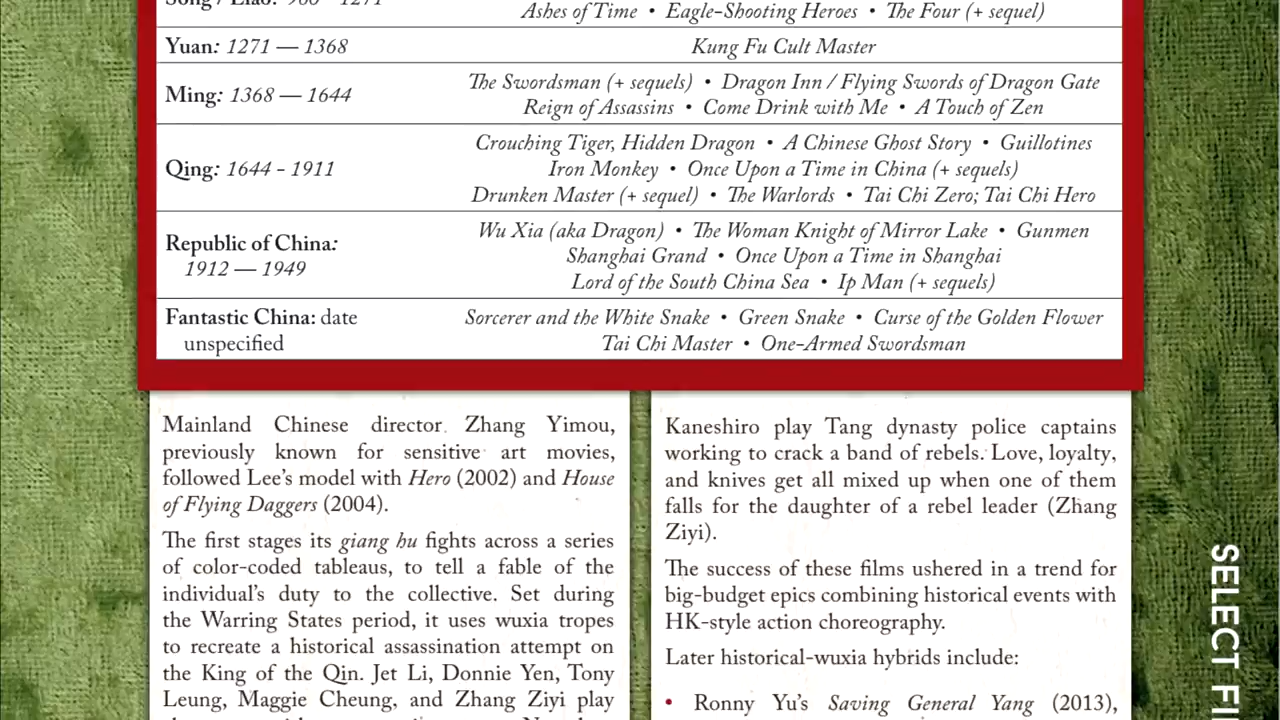 Song / Liao: 960 - 1271
Ashes of Time • Eagle-Shooting Heroes • The Four (+ sequel)
Yuan: 1271 — 1368
Kung Fu Cult Master
Ming: 1368 — 1644
The Swordsman (+ sequels) • Dragon Inn / Flying Swords of Dragon Gate
Reign of Assassins • Come Drink with Me • A Touch of Zen
Qing: 1644 - 1911
Crouching Tiger, Hidden Dragon • A Chinese Ghost Story • Guillotines
Iron Monkey • Once Upon a Time in China (+ sequels)
Drunken Master (+ sequel) • The Warlords • Tai Chi Zero; Tai Chi Hero
Republic of China:
1912 — 1949
Wu Xia (aka Dragon) • The Woman Knight of Mirror Lake • Gunmen
Shanghai Grand • Once Upon a Time in Shanghai
Lord of the South China Sea • Ip Man (+ sequels)
Fantastic China: date
unspecified
Sorcerer and the White Snake • Green Snake • Curse of the Golden Flower
Tai Chi Master • One-Armed Swordsman
Mainland Chinese director Zhang Yimou,
previously known for sensitive art movies,
followed Lee's model with Hero (2002) and House
of Flying Daggers (2004).
The first stages its giang hu fights across a series
of color-coded tableaus, to tell a fable of the
individual's duty to the collective. Set during
the Warring States period, it uses wuxia tropes
to recreate a historical assassination attempt on
the King of the Qin. Jet Li, Donnie Yen, Tony
Leung, Maggie Cheung, and Zhang Ziyi play
Kaneshiro play Tang dynasty police captains
working to crack a band of rebels. Love, loyalty,
and knives get all mixed up when one of them
falls for the daughter of a rebel leader (Zhang
Ziyi).
The success of these films ushered in a trend for
big-budget epics combining historical events with
HK-style action choreography.
Later historical-wuxia hybrids include:
• Ronny Yu's Saving General Yang (2013),
SELECT FI